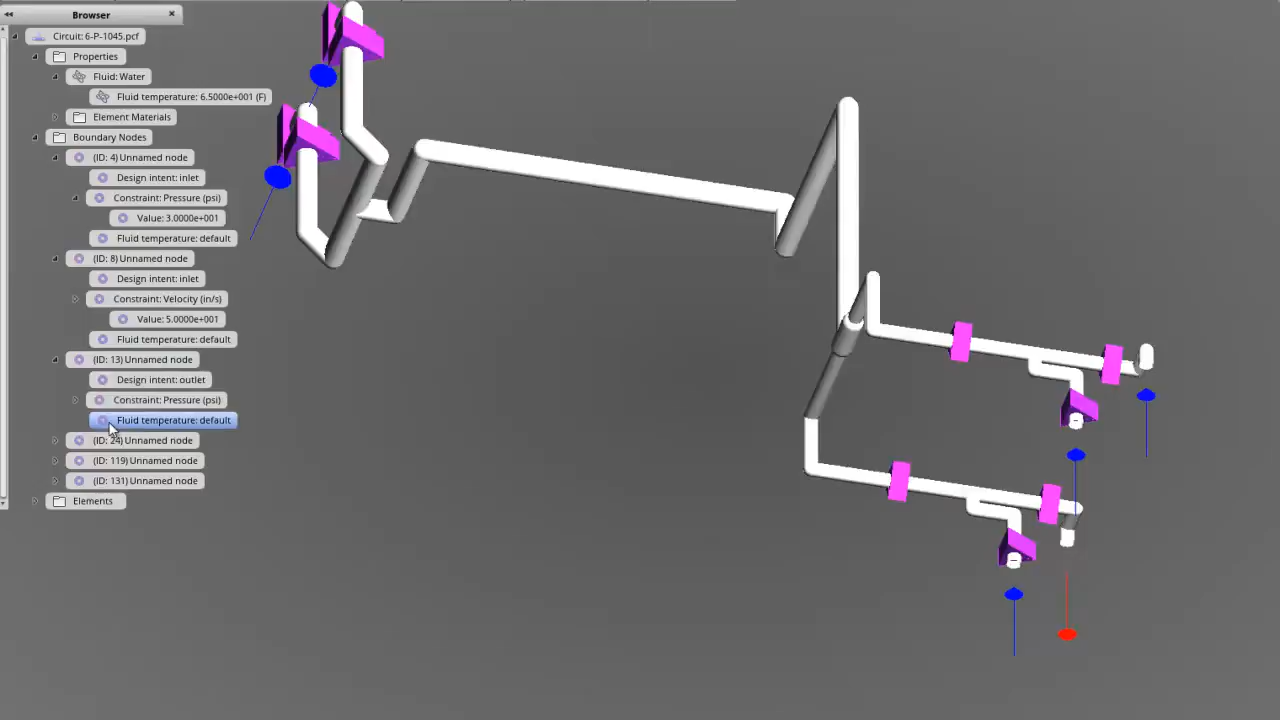 Browser
Circuit: 6-P-1045.pcf
Properties
Fluid: Water
Fluid temperature: 6.5000e+001 (F)
Element Materials
Boundary Nodes
(ID: 4) Unnamed node
Design intent: inlet
Constraint: Pressure (psi)
Value: 3.0000e+001
Fluid temperature: default
(ID: 8) Unnamed node
Design intent: inlet
Constraint: Velocity (in/s)
Value: 5.0000e+001
Fluid temperature: default
(ID: 13) Unnamed node
Design intent: outlet
Constraint: Pressure (psi)
Fluid temperature: default
(ID: 24) Unnamed node
(ID: 119) Unnamed node
(ID: 131) Unnamed node
Elements